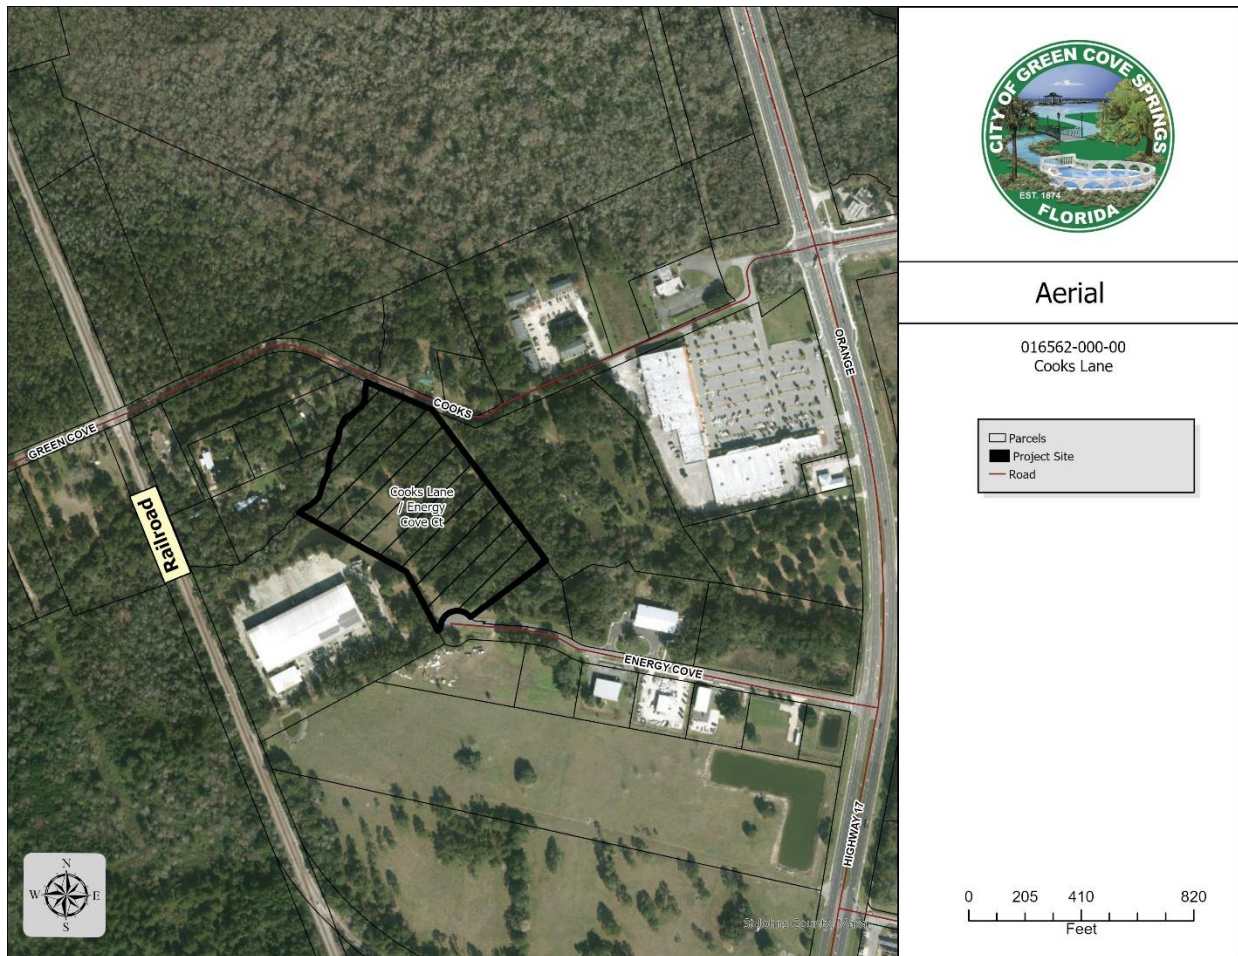 CITY OF GREEN COVE SPRINGS
EST. 1874
FLORIDA
Aerial
016562-000-00
Cooks Lane
Parcels
Project Site
Road
ORANGE
COOKS
GREEN COVE
Cooks Lane
/ Energy
Cove Ct
Railroad
ENERGY COVE
HIGHWAY 17
N
W E
S
St Johns County, Maxar
0 205 410 820
Feet